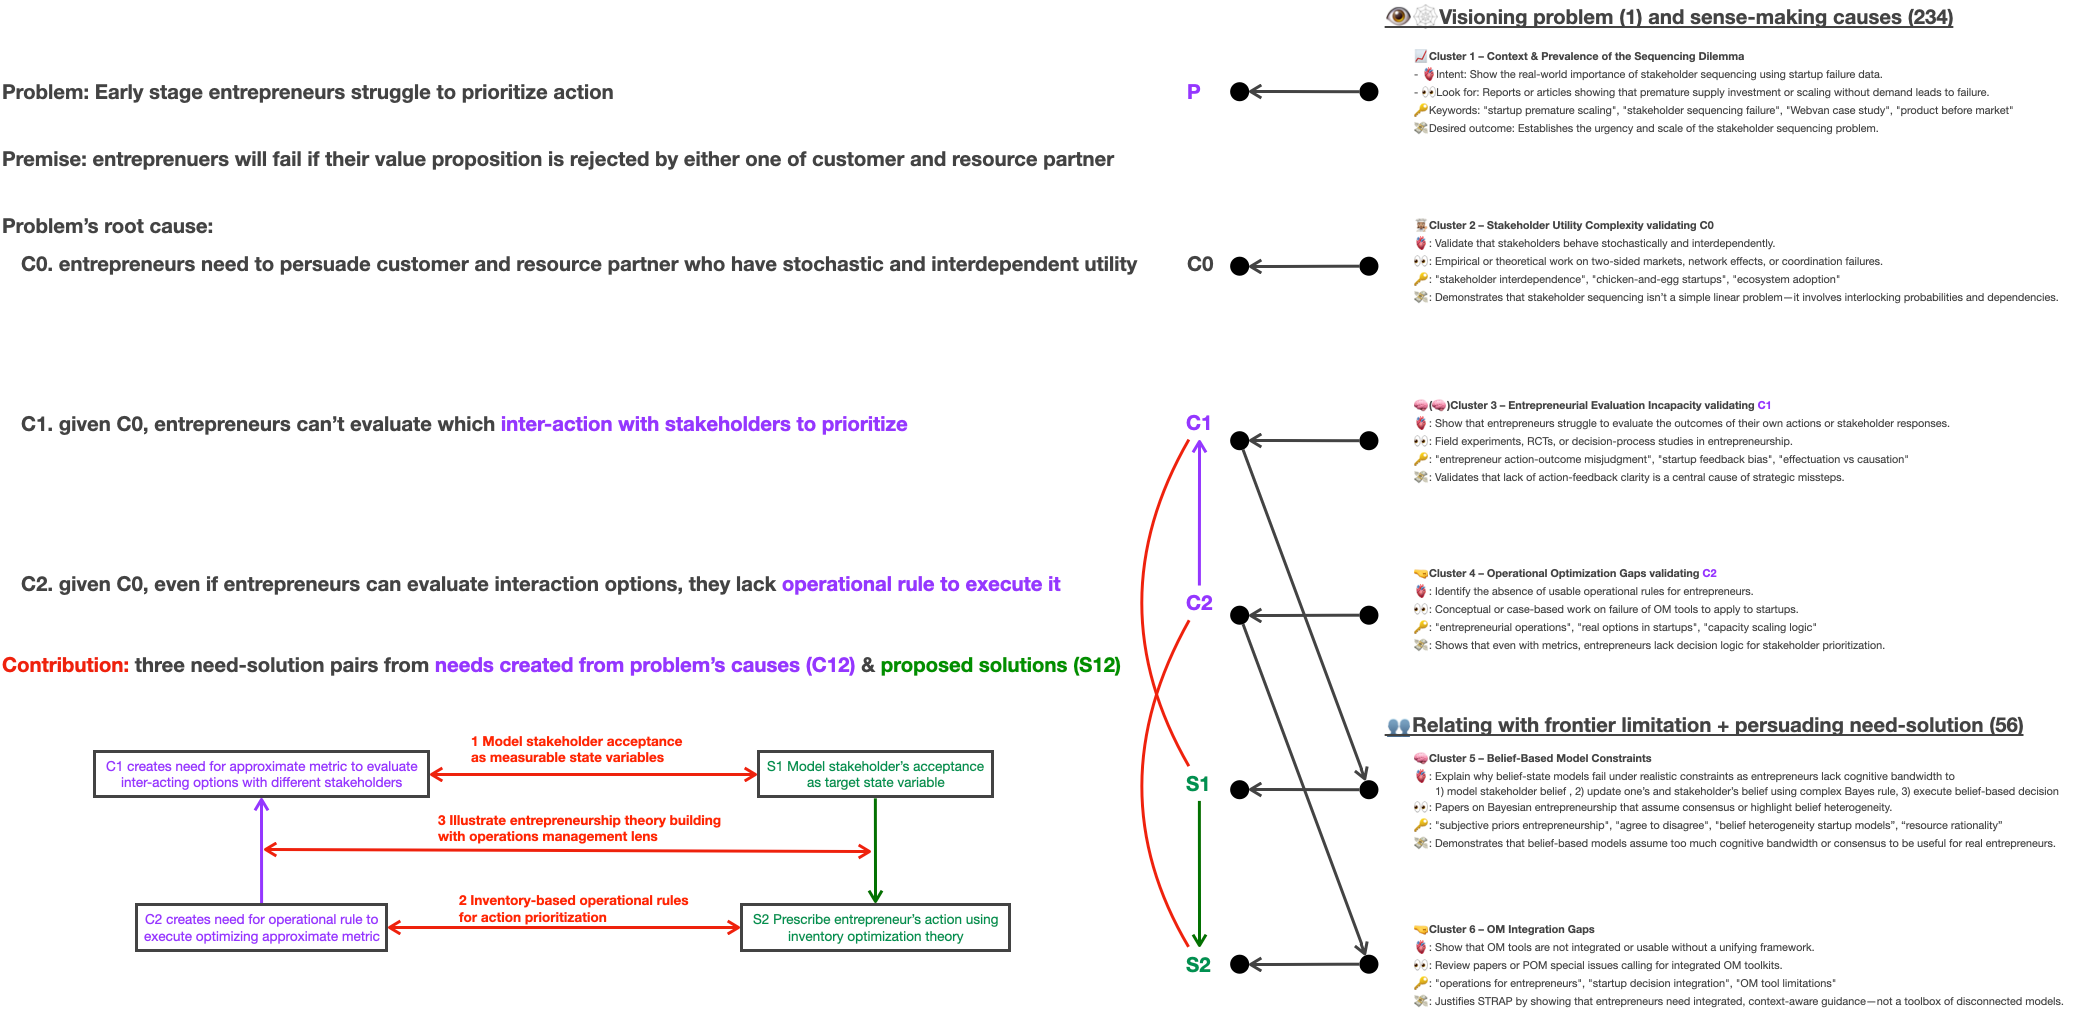 👁️🕸️Visioning problem (1) and sense-making causes (234)
Problem: Early stage entrepreneurs struggle to prioritize action
Premise: entreprenuers will fail if their value proposition is rejected by either one of customer and resource partner
Problem's root cause:
C0. entrepreneurs need to persuade customer and resource partner who have stochastic and interdependent utility
C1. given C0, entrepreneurs can't evaluate which inter-action with stakeholders to prioritize
C2. given C0, even if entrepreneurs can evaluate interaction options, they lack operational rule to execute it
Contribution: three need-solution pairs from needs created from problem's causes (C12) & proposed solutions (S12)
1 Model stakeholder acceptance
as measurable state variables
C1 creates need for approximate metric to evaluate
inter-acting options with different stakeholders
S1 Model stakeholder's acceptance
as target state variable
3 Illustrate entrepreneurship theory building
with operations management lens
2 Inventory-based operational rules
for action prioritization
C2 creates need for operational rule to
execute optimizing approximate metric
S2 Prescribe entrepreneur's action using
inventory optimization theory
P
C0
C1
C2
S1
S2
📈Cluster 1 – Context & Prevalence of the Sequencing Dilemma
- 🫀Intent: Show the real-world importance of stakeholder sequencing using startup failure data.
- 👀Look for: Reports or articles showing that premature supply investment or scaling without demand leads to failure.
🔑Keywords: "startup premature scaling", "stakeholder sequencing failure", "Webvan case study", "product before market"
💸Desired outcome: Establishes the urgency and scale of the stakeholder sequencing problem.
Cluster 2 – Stakeholder Utility Complexity validating C0
🫀: Validate that stakeholders behave stochastically and interdependently.
👀: Empirical or theoretical work on two-sided markets, network effects, or coordination failures.
🔑: "stakeholder interdependence", "chicken-and-egg startups", "ecosystem adoption"
💸: Demonstrates that stakeholder sequencing isn't a simple linear problem—it involves interlocking probabilities and dependencies.
🧠(🧠)Cluster 3 – Entrepreneurial Evaluation Incapacity validating C1
🫀: Show that entrepreneurs struggle to evaluate the outcomes of their own actions or stakeholder responses.
👀: Field experiments, RCTs, or decision-process studies in entrepreneurship.
🔑: "entrepreneur action-outcome misjudgment", "startup feedback bias", "effectuation vs causation"
💸: Validates that lack of action-feedback clarity is a central cause of strategic missteps.
🤜Cluster 4 – Operational Optimization Gaps validating C2
🫀: Identify the absence of usable operational rules for entrepreneurs.
👀: Conceptual or case-based work on failure of OM tools to apply to startups.
🔑: "entrepreneurial operations", "real options in startups", "capacity scaling logic"
💸: Shows that even with metrics, entrepreneurs lack decision logic for stakeholder prioritization.
👥Relating with frontier limitation + persuading need-solution (56)
🧠Cluster 5 – Belief-Based Model Constraints
🫀: Explain why belief-state models fail under realistic constraints as entrepreneurs lack cognitive bandwidth to
1) model stakeholder belief , 2) update one's and stakeholder's belief using complex Bayes rule, 3) execute belief-based decision
👀: Papers on Bayesian entrepreneurship that assume consensus or highlight belief heterogeneity.
🔑: "subjective priors entrepreneurship", "agree to disagree", "belief heterogeneity startup models”, “resource rationality”
💸: Demonstrates that belief-based models assume too much cognitive bandwidth or consensus to be useful for real entrepreneurs.
🤜Cluster 6 – OM Integration Gaps
🫀: Show that OM tools are not integrated or usable without a unifying framework.
👀: Review papers or POM special issues calling for integrated OM toolkits.
🔑: "operations for entrepreneurs", "startup decision integration", "OM tool limitations"
💸: Justifies STRAP by showing that entrepreneurs need integrated, context-aware guidance—not a toolbox of disconnected models.